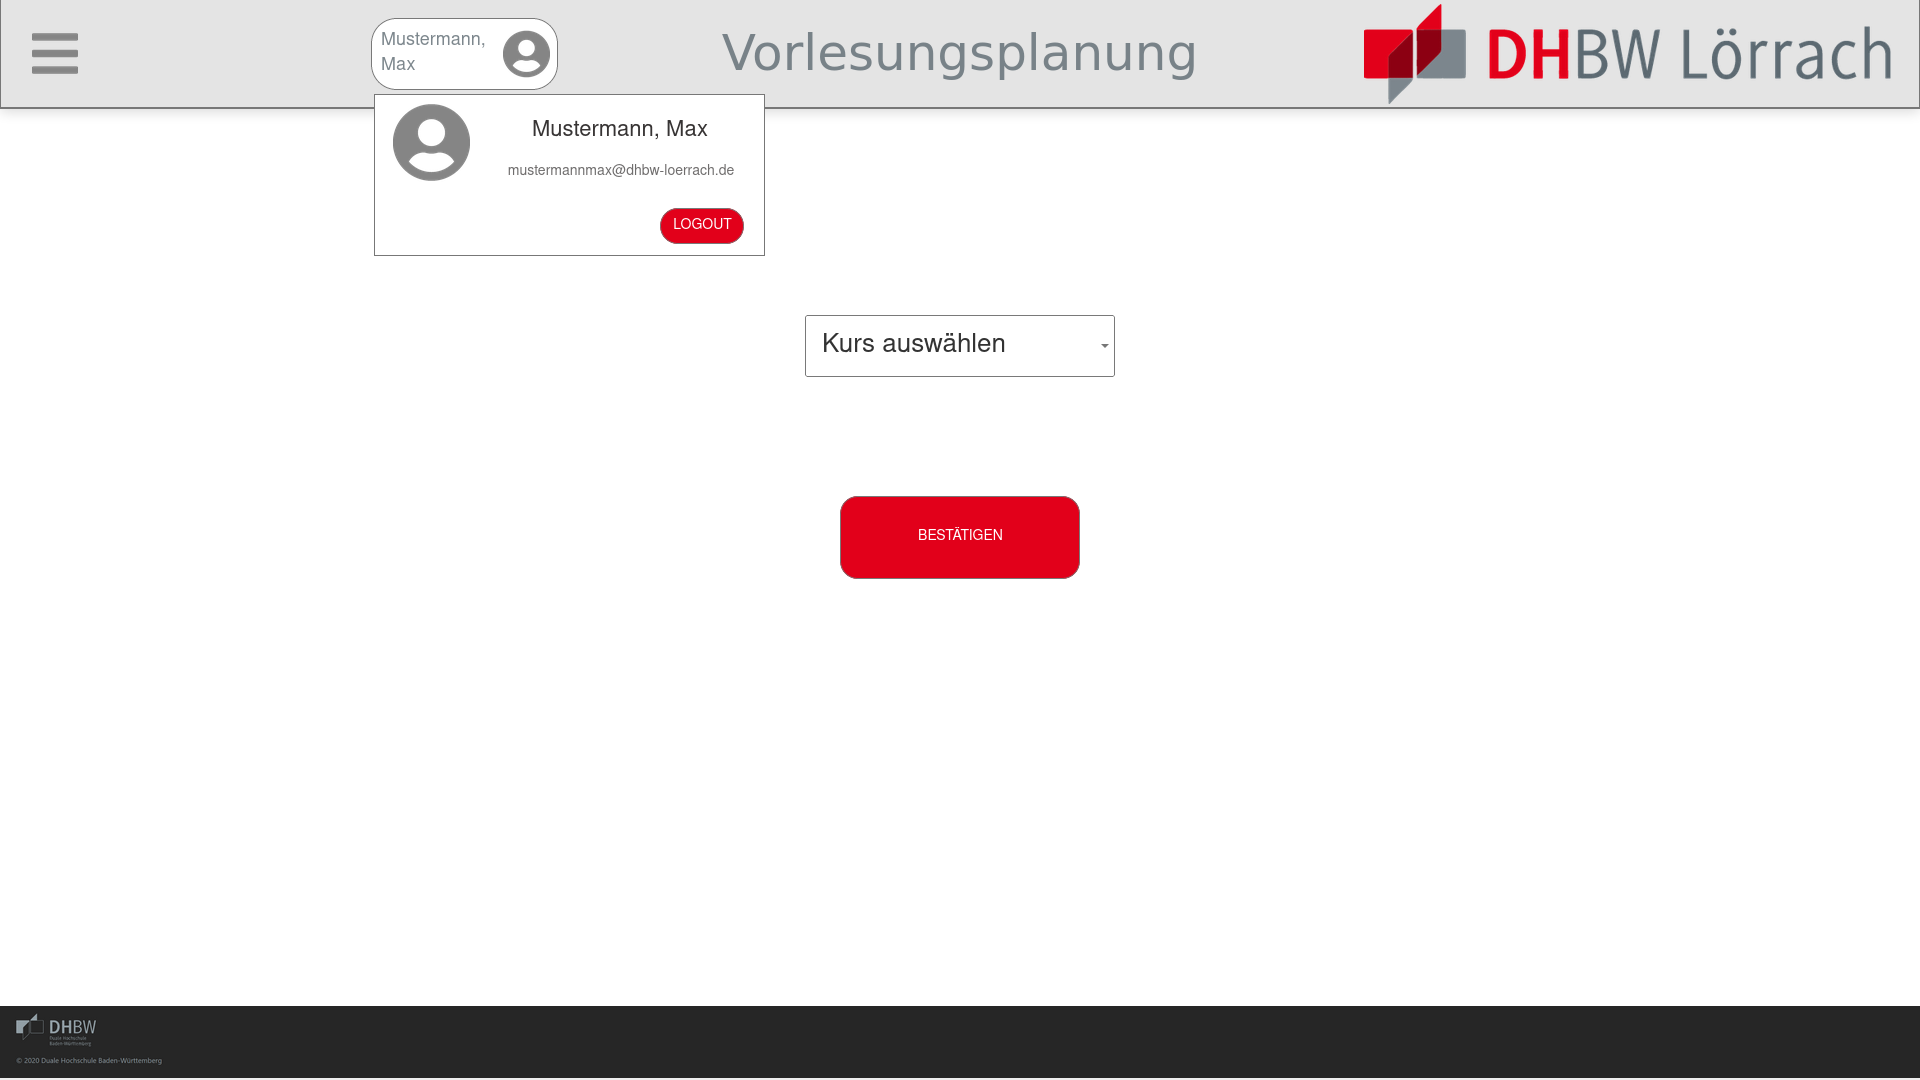 Mustermann,
Max
Vorlesungsplanung
DHBW Lörrach
Mustermann, Max
mustermannmax@dhbw-loerrach.de
LOGOUT
Kurs auswählen
BESTÄTIGEN
DHBW
Duale Hochschule
Baden-Württemberg
© 2020 Duale Hochschule Baden-Württemberg